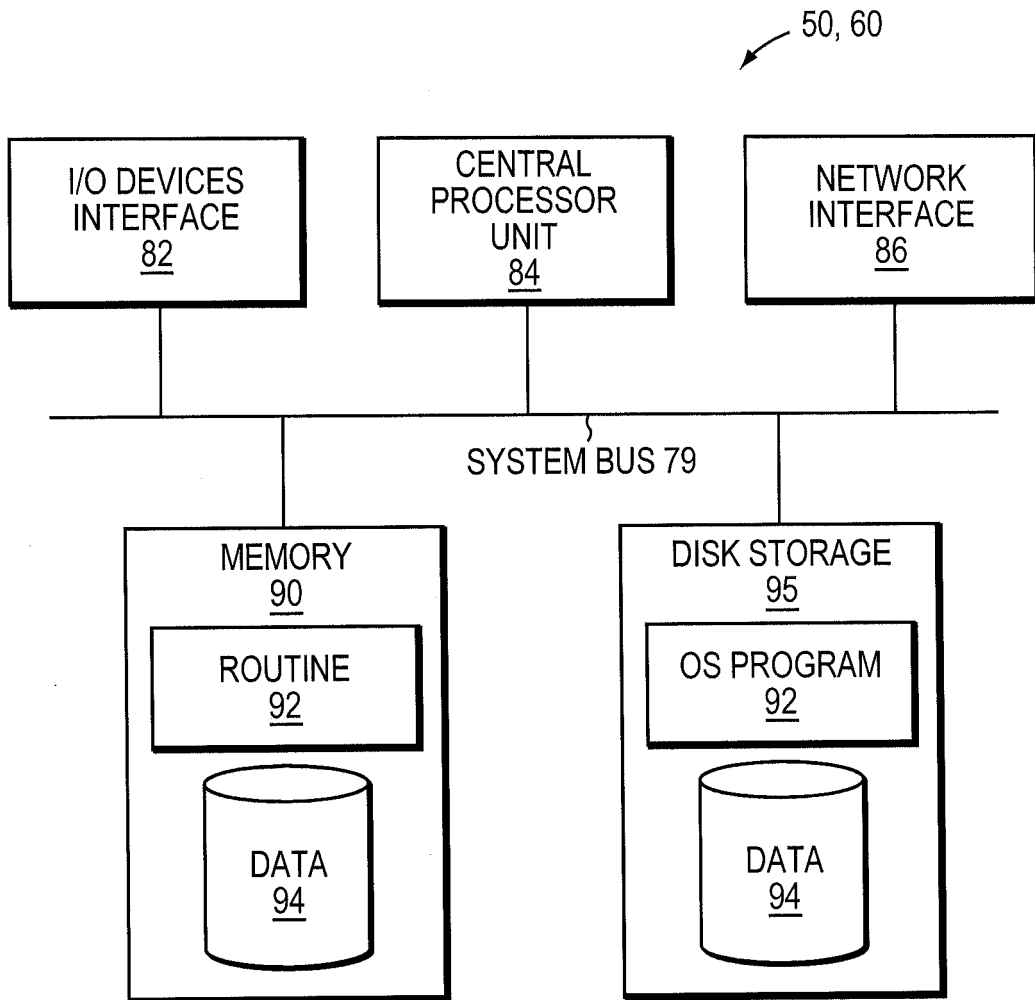 50, 60
I/O DEVICES
INTERFACE
82
CENTRAL
PROCESSOR
UNIT
84
NETWORK
INTERFACE
86
SYSTEM BUS 79
MEMORY
90
ROUTINE
92
DATA
94
DISK STORAGE
95
OS PROGRAM
92
DATA
94